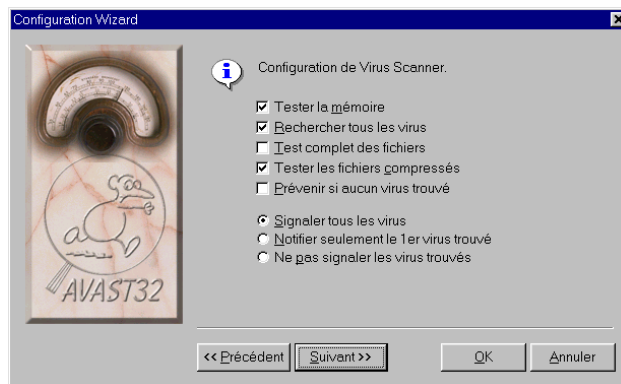 Configuration Wizard
Configuration de Virus Scanner.
Tester la mémoire
Rechercher tous les virus
Test complet des fichiers
Tester les fichiers compressés
Prévenir si aucun virus trouvé
Signaler tous les virus
Notifier seulement le 1er virus trouvé
Ne pas signaler les virus trouvés
AVAST32
<< Précédent
Suivant >>
OK
Annuler